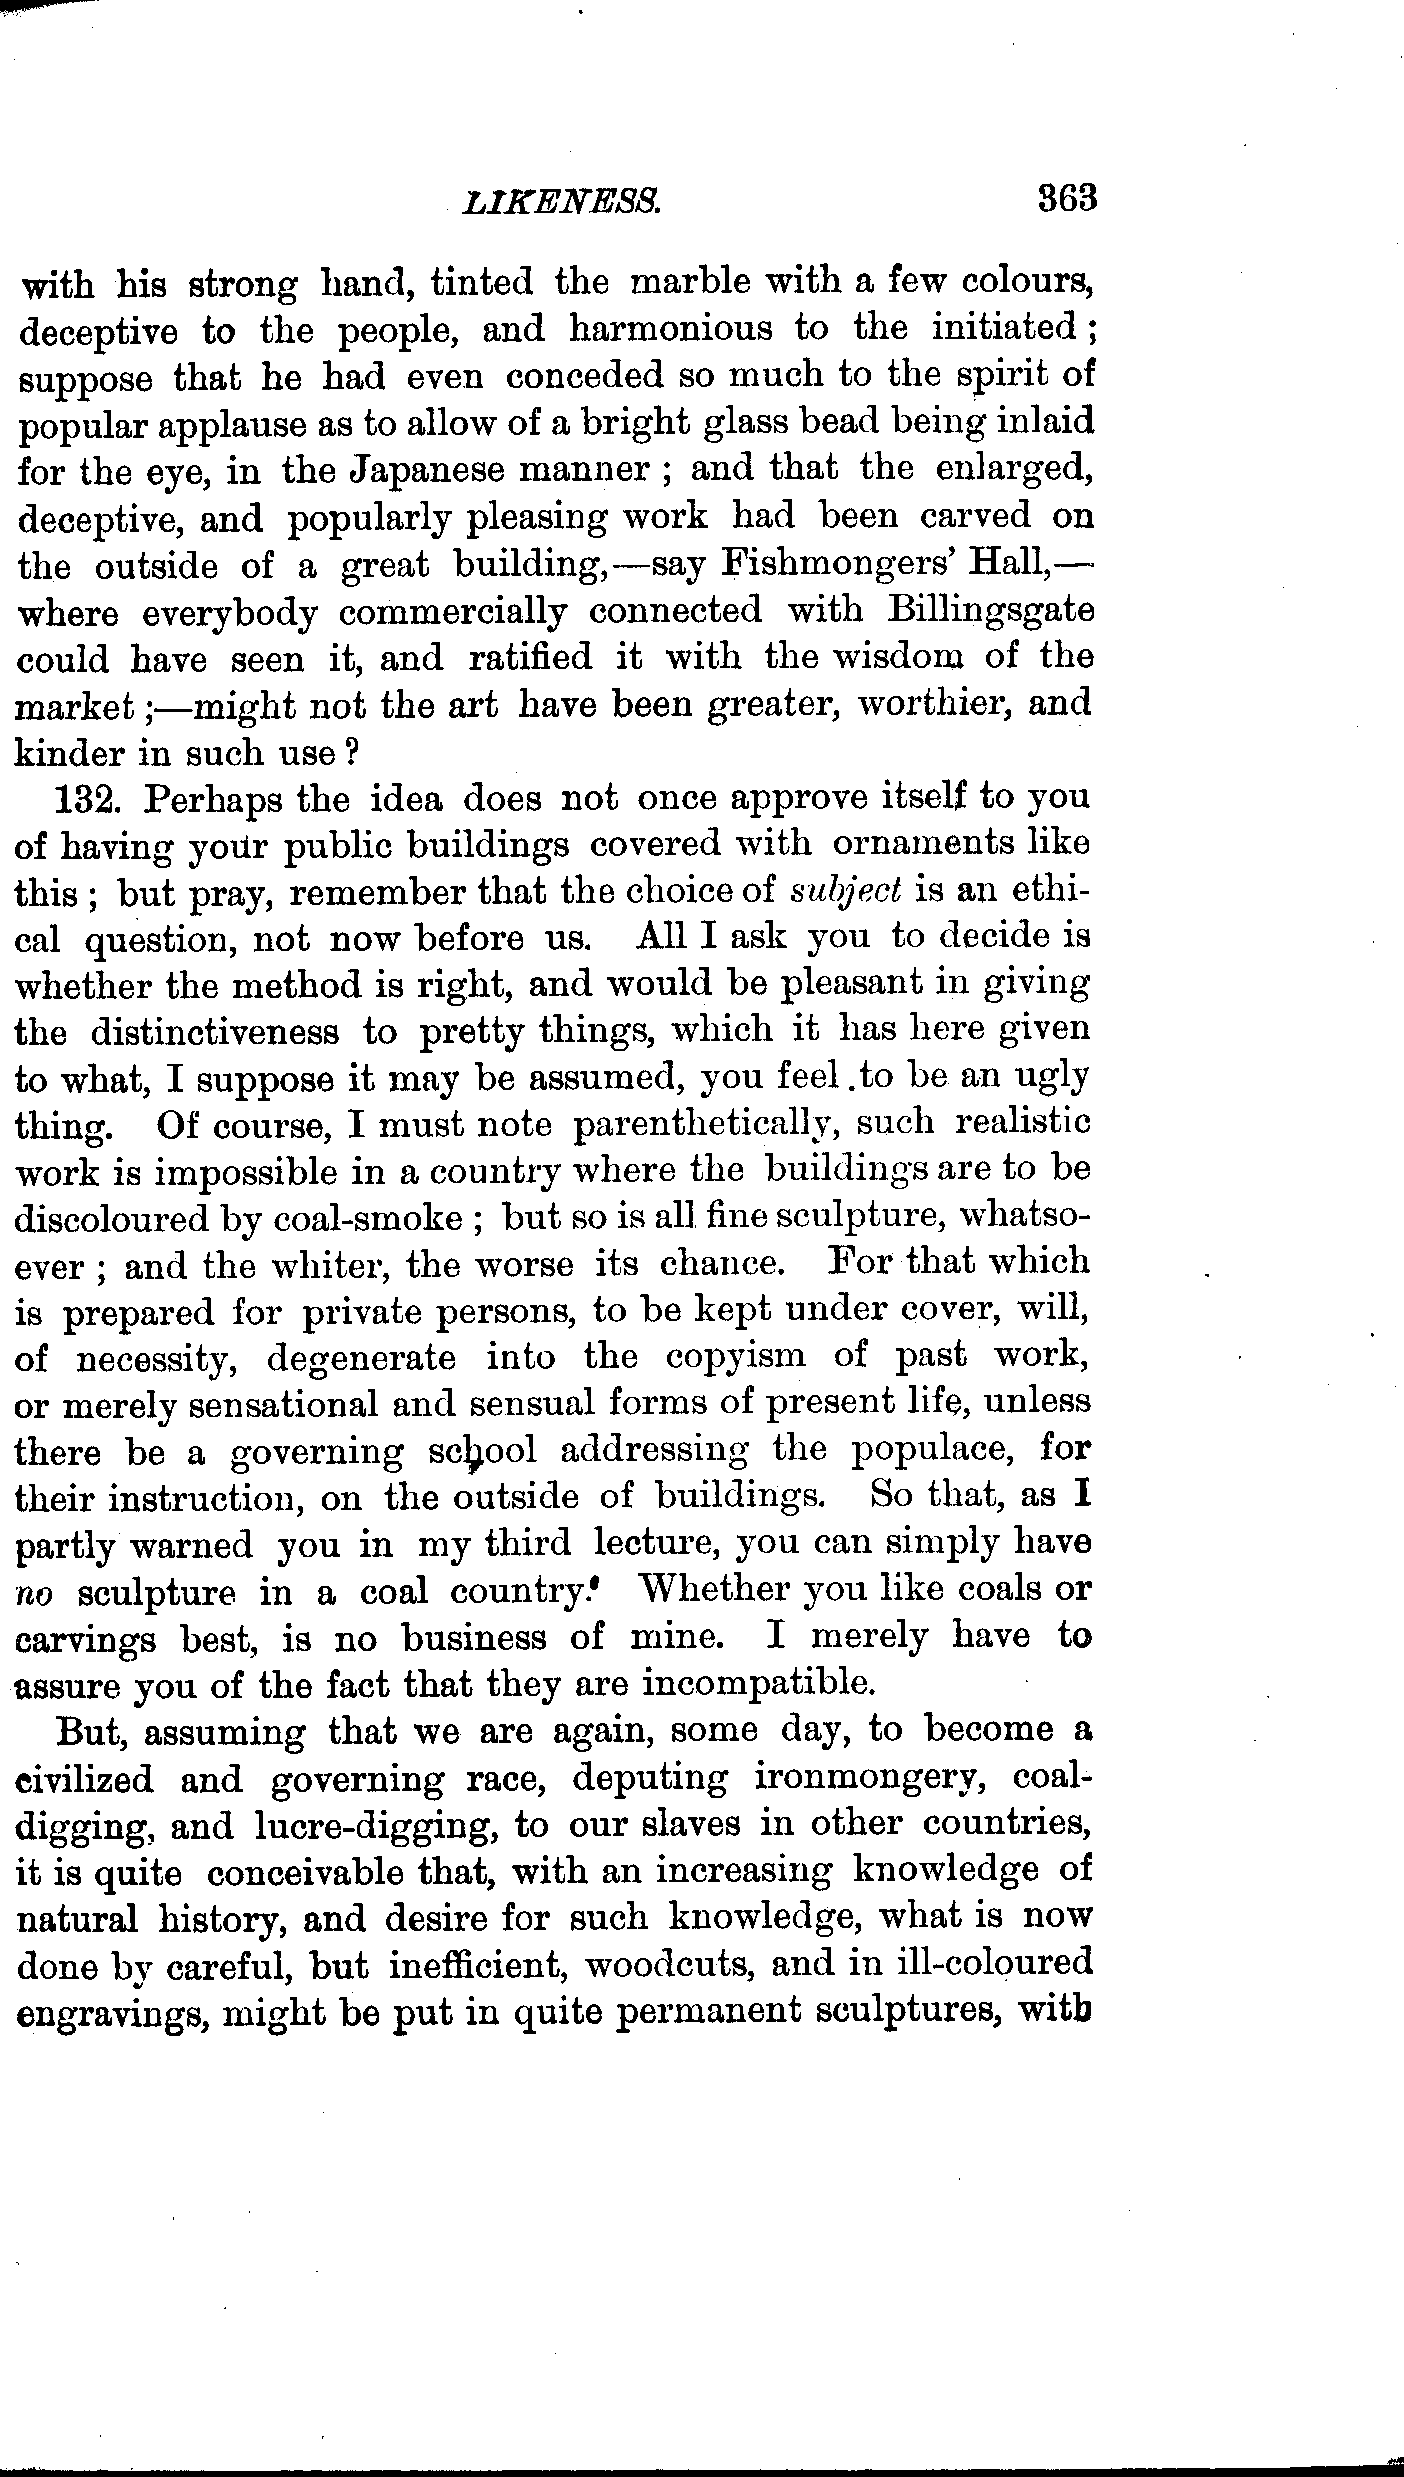 LIKENESS. 363
with his strong hand, tinted the marble with a few colours,
deceptive to the people, and harmonious to the initiated ;
suppose that he had even conceded so much to the spirit of
popular applause as to allow of a bright glass bead being inlaid
for the eye, in the Japanese manner ; and that the enlarged,
deceptive, and popularly pleasing work had been carved on
the outside of a great building,—say Fishmongers’ Hall,—
where everybody commercially connected with Billingsgate
could have seen it, and ratified it with the wisdom of the
market ;—might not the art have been greater, worthier, and
kinder in such use ?
132. Perhaps the idea does not once approve itself to you
of having your public buildings covered with ornaments like
this ; but pray, remember that the choice of subject is an ethi-
cal question, not now before us. All I ask you to decide is
whether the method is right, and would be pleasant in giving
the distinctiveness to pretty things, which it has here given
to what, I suppose it may be assumed, you feel to be an ugly
thing. Of course, I must note parenthetically, such realistic
work is impossible in a country where the buildings are to be
discoloured by coal-smoke ; but so is all fine sculpture, whatso-
ever ; and the whiter, the worse its chance. For that which
is prepared for private persons, to be kept under cover, will,
of necessity, degenerate into the copyism of past work,
or merely sensational and sensual forms of present life, unless
there be a governing school addressing the populace, for
their instruction, on the outside of buildings. So that, as I
partly warned you in my third lecture, you can simply have
no sculpture in a coal country. Whether you like coals or
carvings best, is no business of mine. I merely have to
assure you of the fact that they are incompatible.
But, assuming that we are again, some day, to become a
civilized and governing race, deputing ironmongery, coal-
digging, and lucre-digging, to our slaves in other countries,
it is quite conceivable that, with an increasing knowledge of
natural history, and desire for such knowledge, what is now
done by careful, but inefficient, woodcuts, and in ill-coloured
engravings, might be put in quite permanent sculptures, with